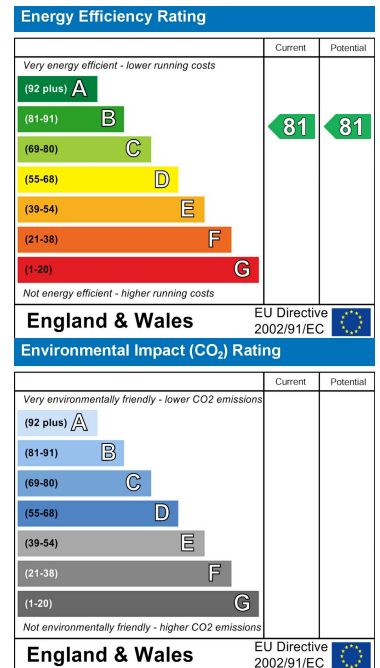 Energy Efficiency Rating
Current Potential
Very energy efficient - lower running costs
(92 plus) A
(81-91) B 81 81
(69-80) C
(55-68) D
(39-54) E
(21-38) F
(1-20) G
Not energy efficient - higher running costs
England & Wales EU Directive
2002/91/EC
Environmental Impact (CO₂) Rating
Current Potential
Very environmentally friendly - lower CO2 emissions
(92 plus) A
(81-91) B
(69-80) C
(55-68) D
(39-54) E
(21-38) F
(1-20) G
Not environmentally friendly - higher CO2 emissions
England & Wales EU Directive
2002/91/EC